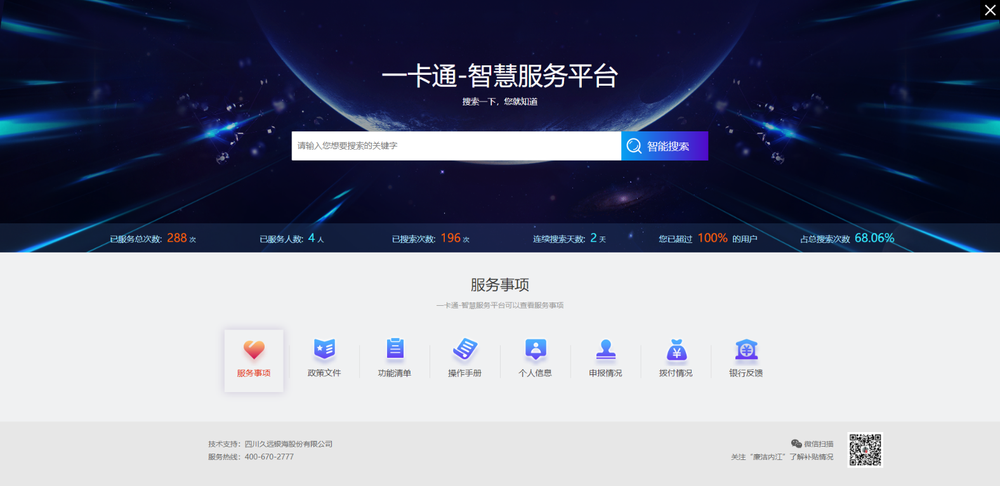 一卡通-智慧服务平台
搜索一下，您就知道
请输入您想要搜索的关键字
智能搜索
已服务总次数: 288 次
已服务人数: 4 人
已搜索次数: 196 次
连续搜索天数: 2 天
您已超过 100% 的用户
占总搜索次数 68.06%
服务事项
一卡通-智慧服务平台可以查看服务事项
服务事项
政策文件
功能清单
操作手册
个人信息
申报情况
拨付情况
银行反馈
技术支持：四川久远银海股份有限公司
服务热线：400-670-2777
微信扫描
关注“廉洁内江”了解补贴情况